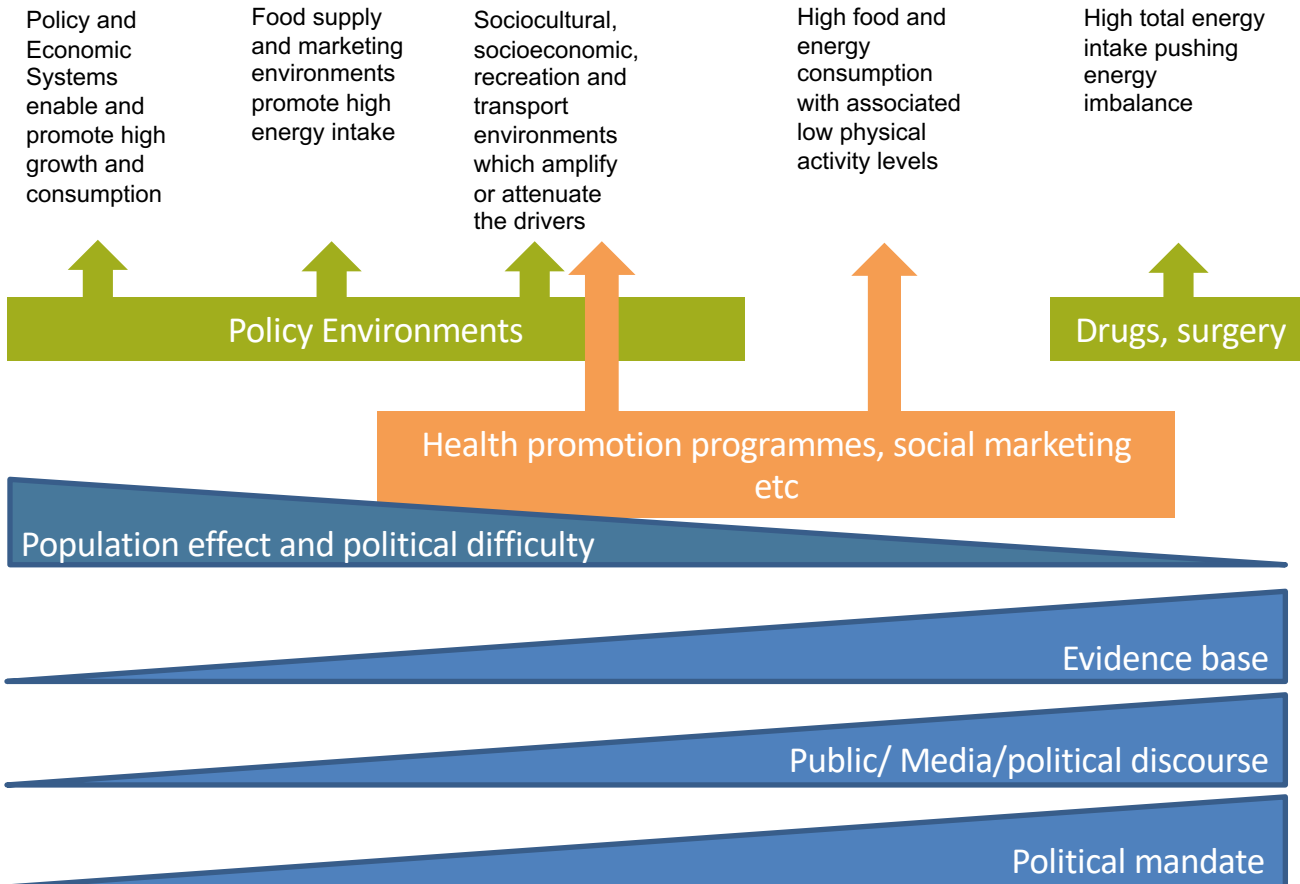 Policy and
Economic
Systems
enable and
promote high
growth and
consumption
Food supply
and marketing
environments
promote high
energy intake
Sociocultural,
socioeconomic,
recreation and
transport
environments
which amplify
or attenuate
the drivers
High food and
energy
consumption
with associated
low physical
activity levels
High total energy
intake pushing
energy
imbalance
Policy Environments
Drugs, surgery
Health promotion programmes, social marketing
etc
Population effect and political difficulty
Evidence base
Public/ Media/political discourse
Political mandate